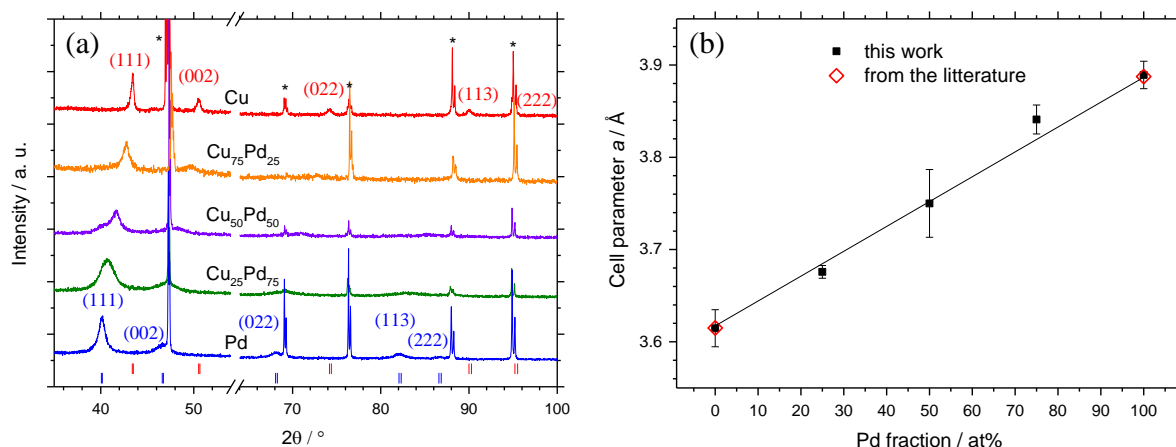 (a)
(111)
*
(002)
Cu
*
(022)
*
*
(113)
*
(222)
Cu75Pd25
Cu50Pd50
Cu25Pd75
(111)
(002)
Pd
(022)
(113)
(222)
Intensity / a. u.
40 50 70 80 90 100
2θ / °
(b)
this work
from the litterature
3.9
3.8
3.7
3.6
Cell parameter a / Å
0 10 20 30 40 50 60 70 80 90 100
Pd fraction / at%